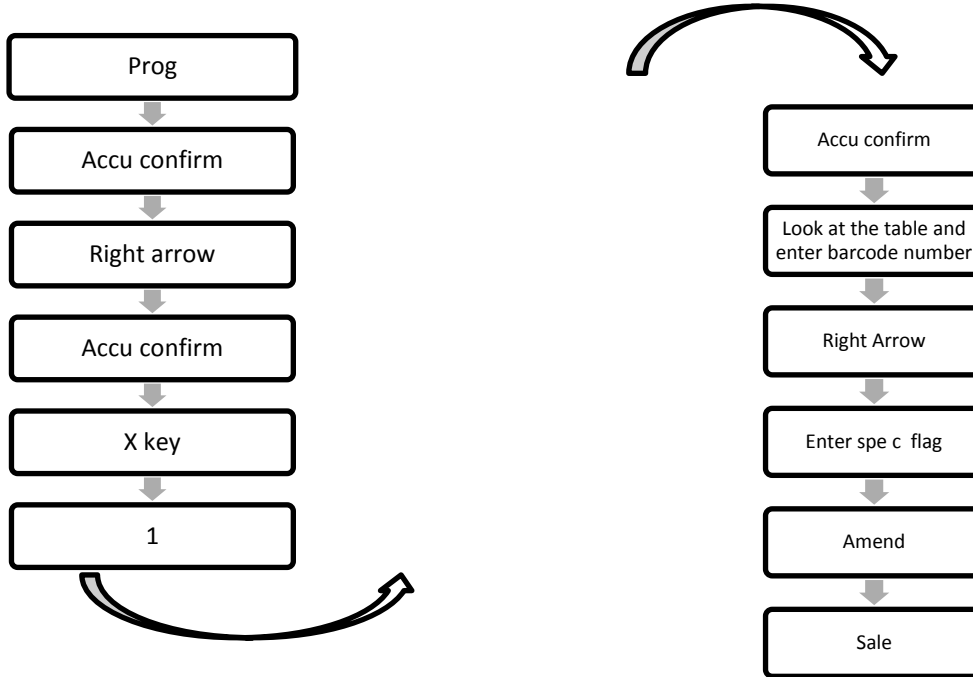 Prog
Accu confirm
Right arrow
Accu confirm
X key
1
Accu confirm
Look at the table and
enter barcode number
Right Arrow
Enter spe c  flag
Amend
Sale